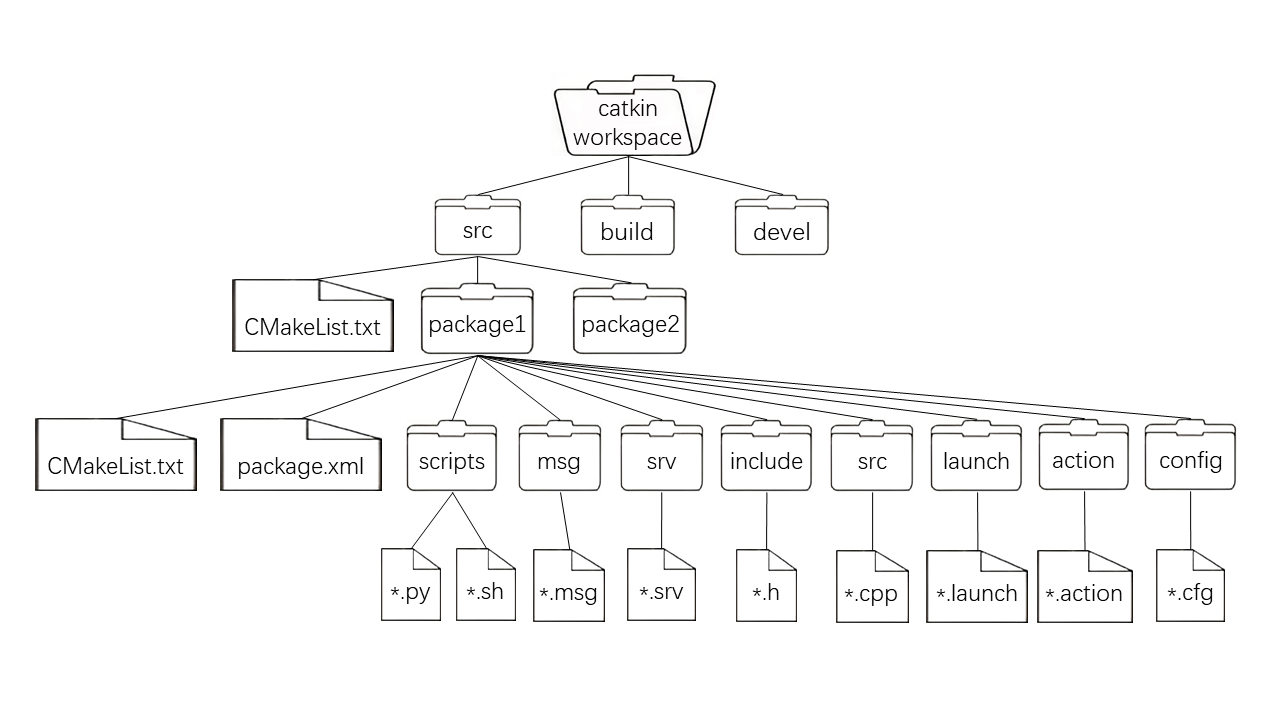 catkin
workspace
src
build
devel
CMakeList.txt
package1
package2
CMakeList.txt
package.xml
scripts
msg
srv
include
src
launch
action
config
*.py
*.sh
*.msg
*.srv
*.h
*.cpp
*.launch
*.action
*.cfg